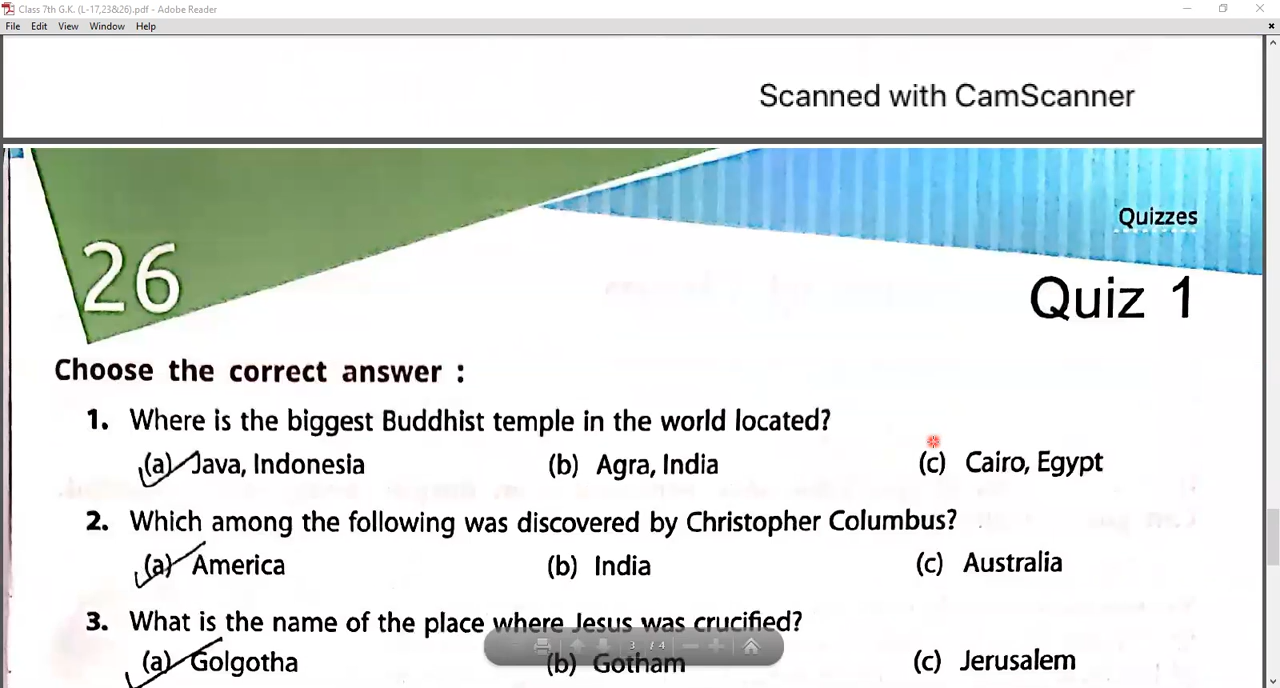 Class 7th G.K. (L-17,23&26).pdf - Adobe Reader
File Edit View Window Help
Scanned with CamScanner
Quizzes
26
Quiz 1
Choose the correct answer :
1. Where is the biggest Buddhist temple in the world located?
(a) Java, Indonesia (b) Agra, India (c) Cairo, Egypt
2. Which among the following was discovered by Christopher Columbus?
(a) America (b) India (c) Australia
3. What is the name of the place where Jesus was crucified?
3 / 4
(a) Golgotha (b) Gotham (c) Jerusalem